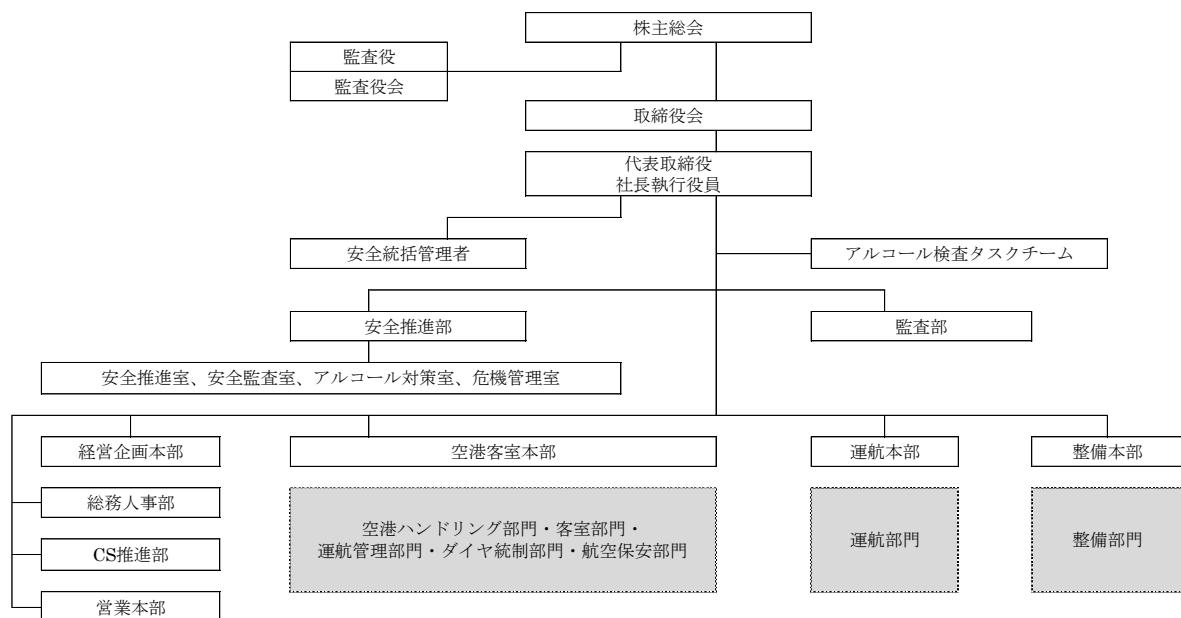 株主総会
監査役
監査役会
取締役会
代表取締役
社長執行役員
安全統括管理者
アルコール検査タスクチーム
安全推進部
監査部
安全推進室、安全監査室、アルコール対策室、危機管理室
経営企画本部
空港客室本部
運航本部
整備本部
総務人事部
空港ハンドリング部門・客室部門・
運航管理部門・ダイヤ統制部門・航空保安部門
運航部門
整備部門
CS推進部
営業本部